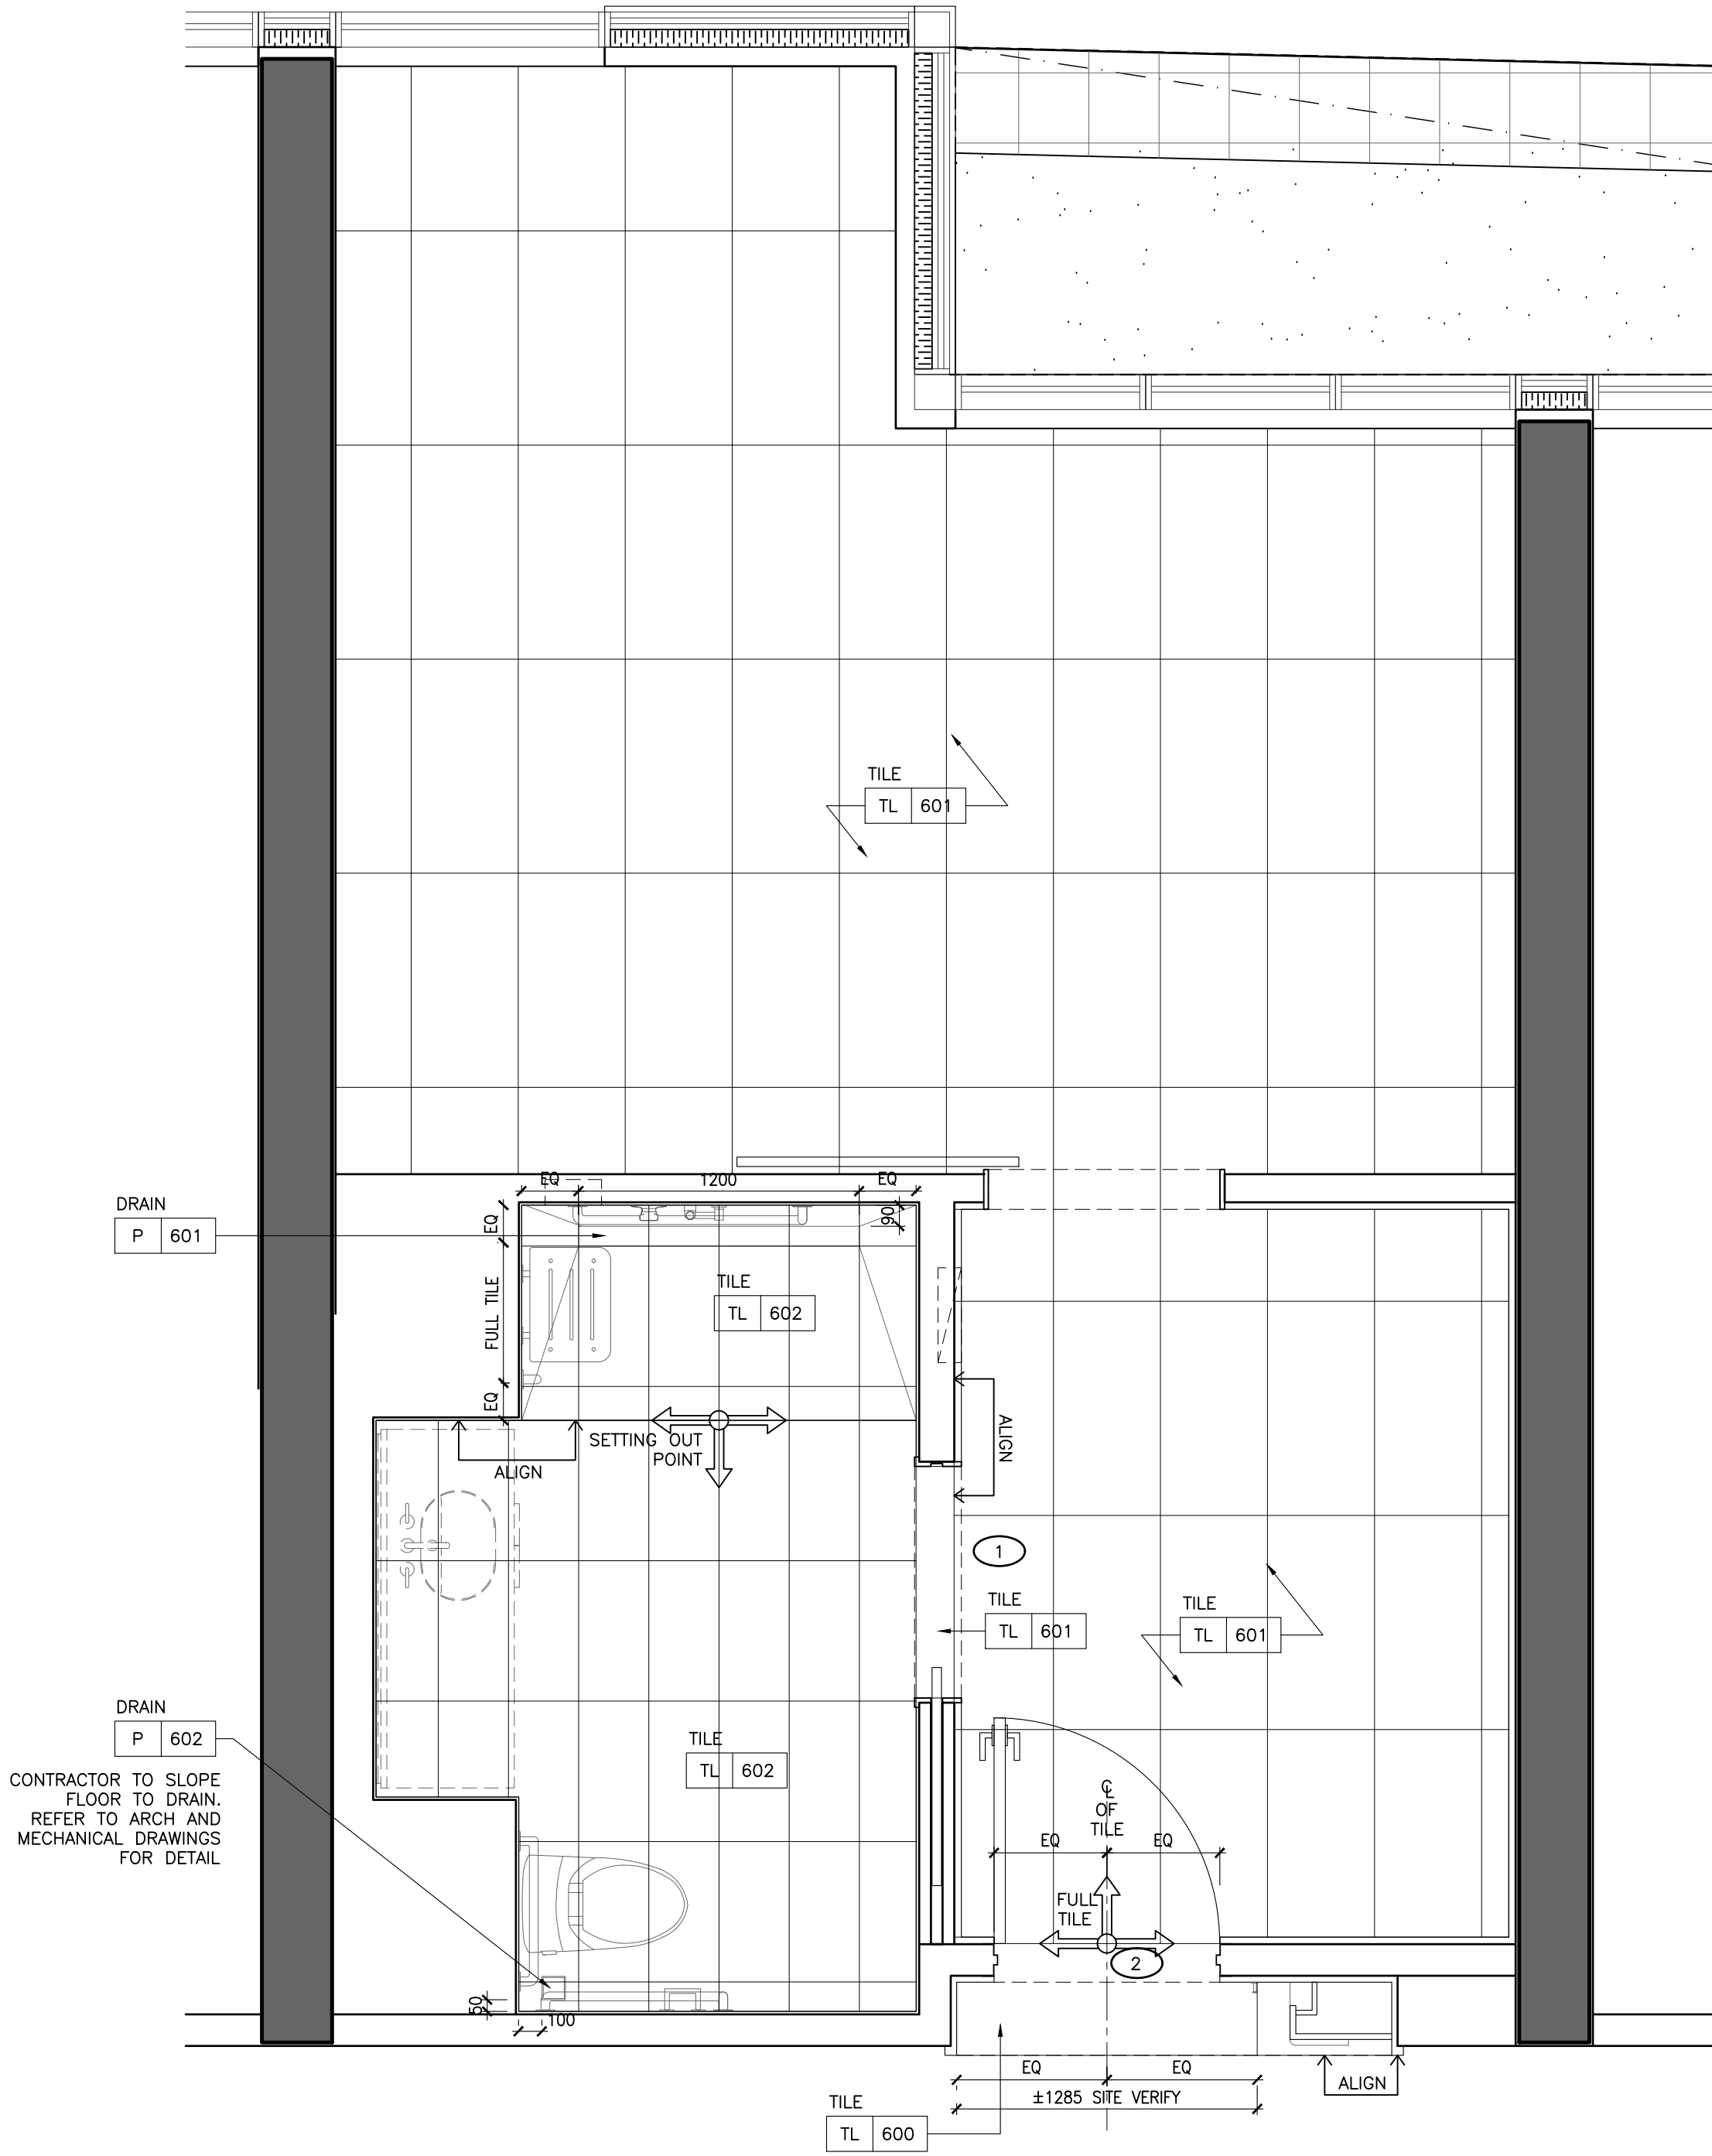 TILE
TL 601
EQ
1200
EQ
DRAIN
P 601
EQ
90
FULL TILE
TILE
TL 602
EQ
SETTING OUT
POINT
ALIGN
ALIGN
1
TILE
TL 601
TILE
TL 601
DRAIN
P 602
CONTRACTOR TO SLOPE
FLOOR TO DRAIN.
REFER TO ARCH AND
MECHANICAL DRAWINGS
FOR DETAIL
TILE
TL 602
℄
OF
TILE
EQ
EQ
FULL
TILE
2
50
100
EQ
EQ
±1285 SITE VERIFY
ALIGN
TILE
TL 600